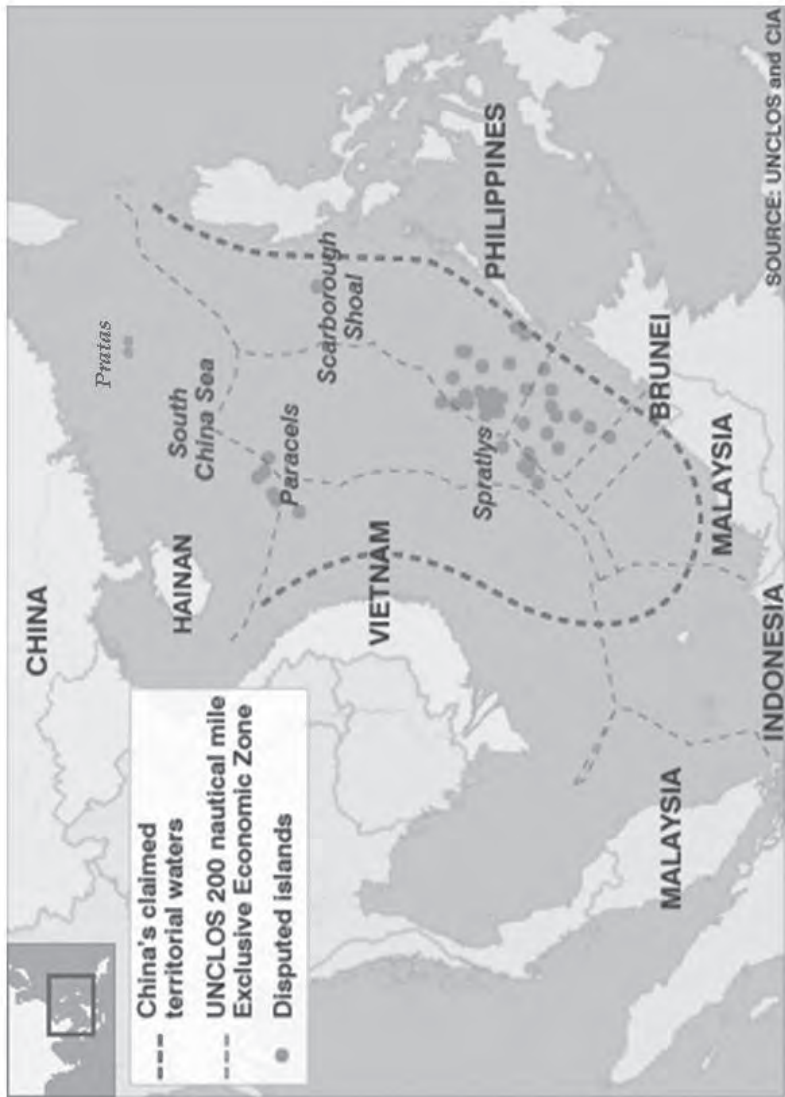 China's claimed
territorial waters
UNCLOS 200 nautical mile
Exclusive Economic Zone
Disputed islands
CHINA
HAINAN
Pratas
South
China Sea
Paracels
Scarborough
Shoal
VIETNAM
PHILIPPINES
Spratlys
BRUNEI
MALAYSIA
MALAYSIA
INDONESIA
SOURCE: UNCLOS and CIA